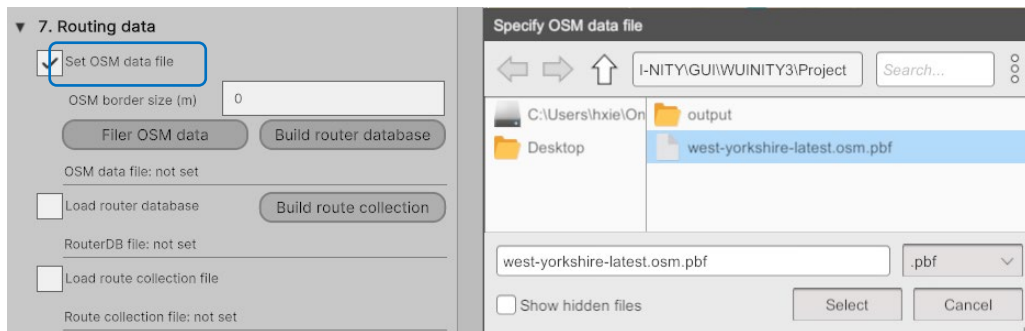 7. Routing data
Set OSM data file
OSM border size (m) 0
Filer OSM data Build router database
OSM data file: not set
Load router database Build route collection
RouterDB file: not set
Load route collection file
Route collection file: not set
Specify OSM data file
I-NITY\GUI\WUINITY3\Project Search...
C:\Users\hxie\On output
Desktop west-yorkshire-latest.osm.pbf
west-yorkshire-latest.osm.pbf .pbf
Show hidden files Select Cancel